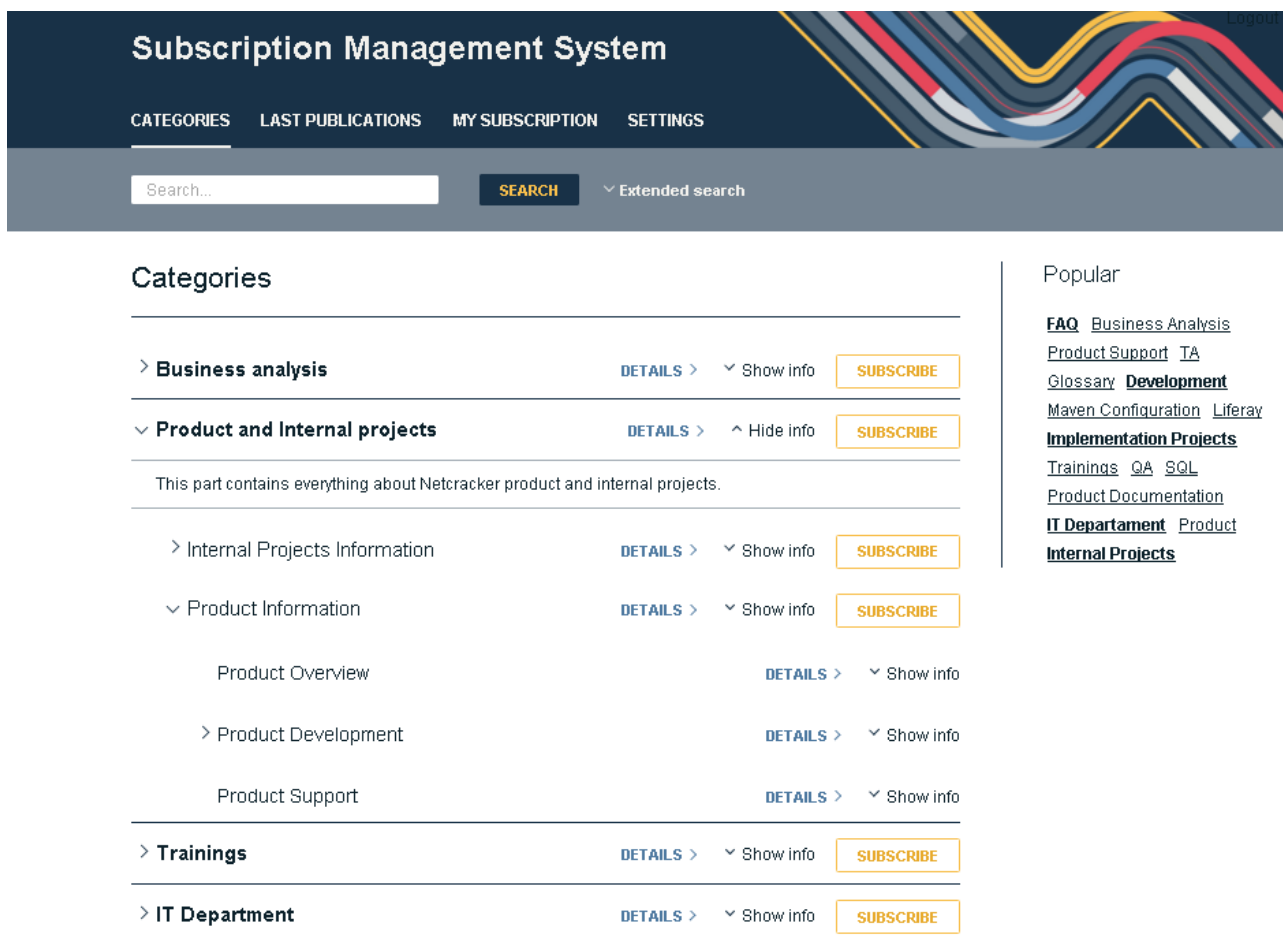 Logout
Subscription Management System
CATEGORIES LAST PUBLICATIONS MY SUBSCRIPTION SETTINGS
Search... SEARCH Extended search
Categories
Business analysis DETAILS > Show info SUBSCRIBE
Product and Internal projects DETAILS > Hide info SUBSCRIBE
This part contains everything about Netcracker product and internal projects.
Internal Projects Information DETAILS > Show info SUBSCRIBE
Product Information DETAILS > Show info SUBSCRIBE
Product Overview DETAILS > Show info
Product Development DETAILS > Show info
Product Support DETAILS > Show info
Trainings DETAILS > Show info SUBSCRIBE
IT Department DETAILS > Show info SUBSCRIBE
Popular
FAQ Business Analysis
Product Support TA
Glossary Development
Maven Configuration Liferay
Implementation Projects
Trainings QA SQL
Product Documentation
IT Departament Product
Internal Projects